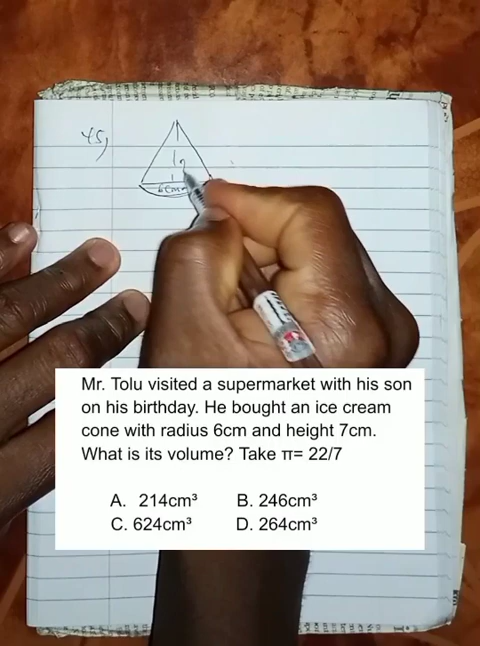 45,
h
6cm
Mr. Tolu visited a supermarket with his son
on his birthday. He bought an ice cream
cone with radius 6cm and height 7cm.
What is its volume? Take π= 22/7
A. 214cm³ B. 246cm³
C. 624cm³ D. 264cm³